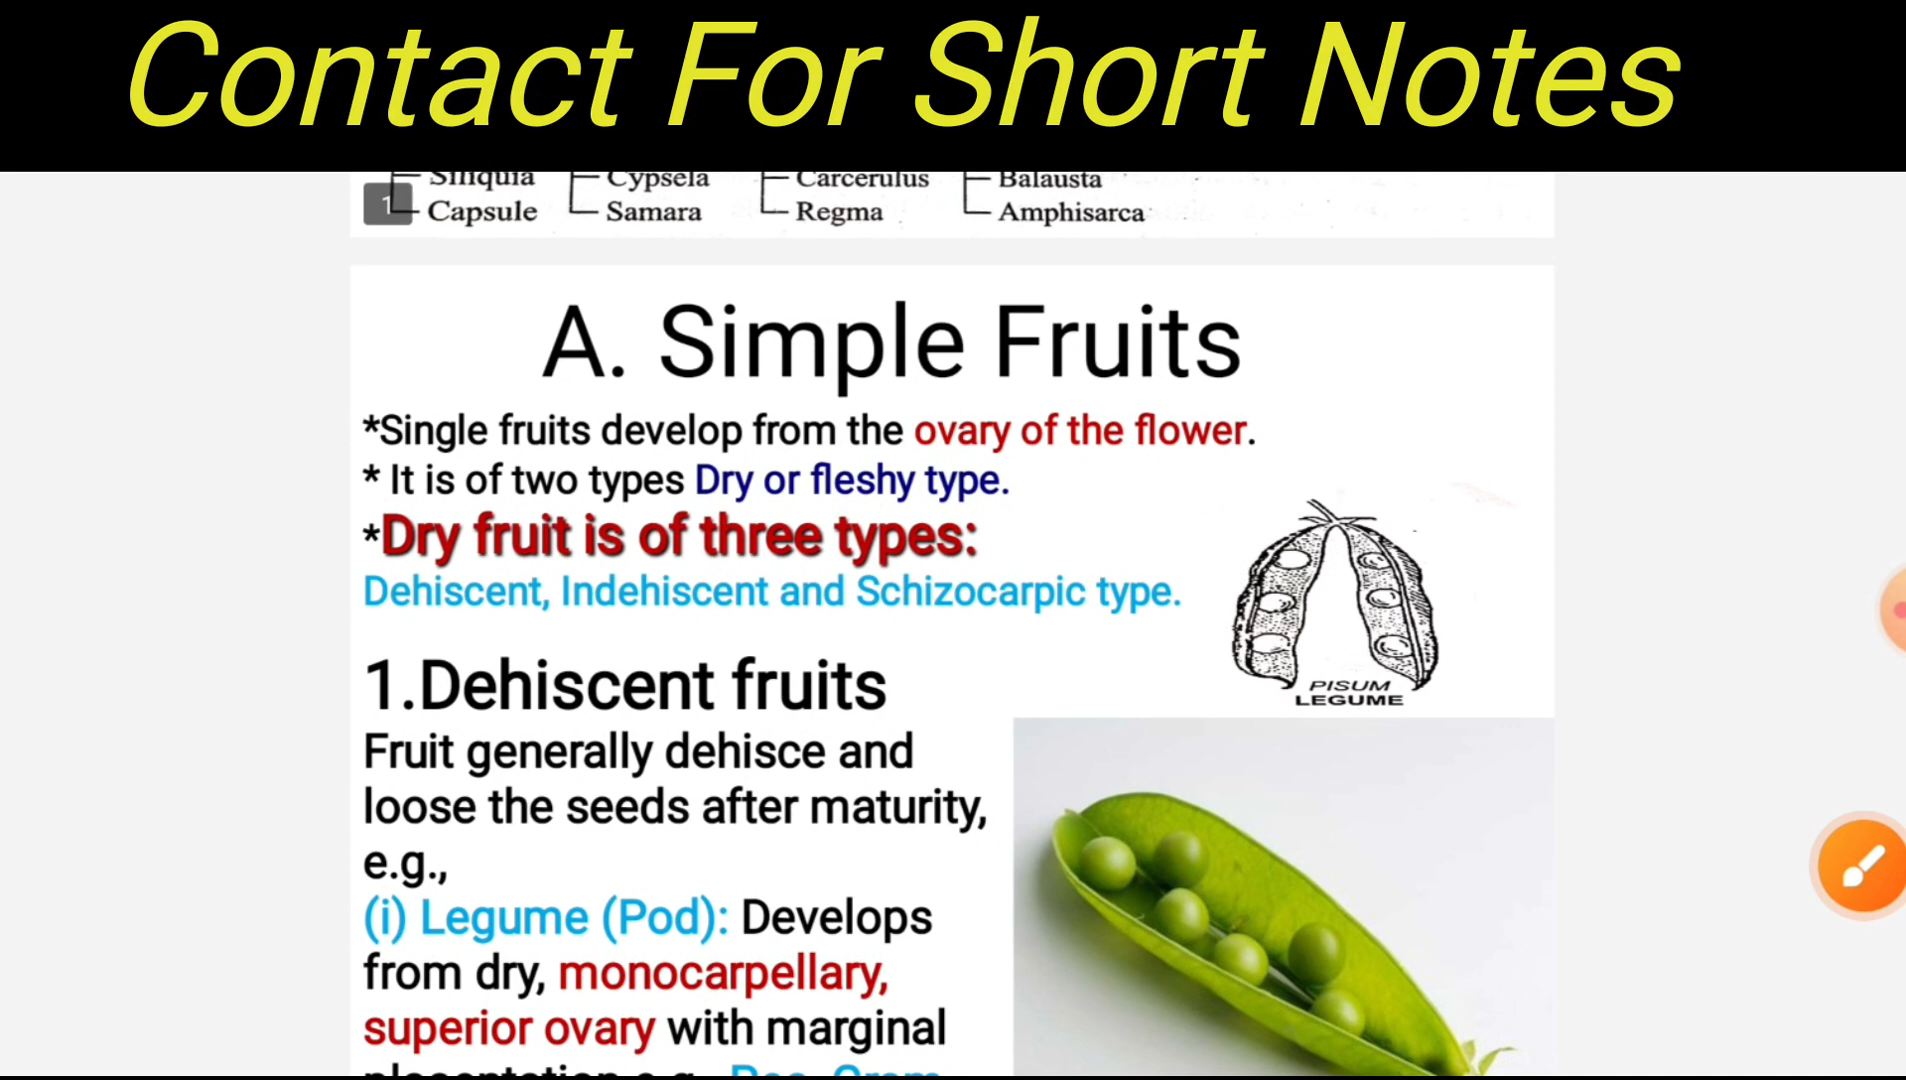 Contact For Short Notes
Siliquia Cypsela Carcerulus Balausta
1 Capsule Samara Regma Amphisarca
A. Simple Fruits
*Single fruits develop from the ovary of the flower.
* It is of two types Dry or fleshy type.
*Dry fruit is of three types:
Dehiscent, Indehiscent and Schizocarpic type.
PISUM
LEGUME
1.Dehiscent fruits
Fruit generally dehisce and
loose the seeds after maturity,
e.g.,
(i) Legume (Pod): Develops
from dry, monocarpellary,
superior ovary with marginal
placentation e.g., Pea, Gram